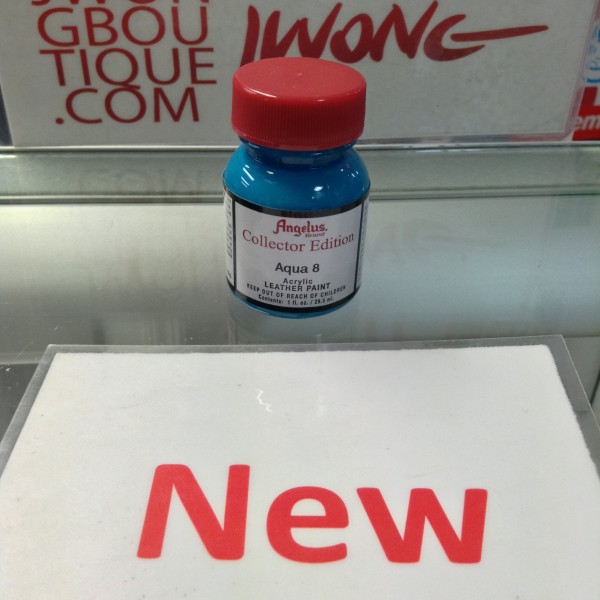 GBOU
TIQUE
.COM
JWONG
Angelus
Brand
Collector Edition
Aqua 8
Acrylic
LEATHER PAINT
KEEP OUT OF REACH OF CHILDREN
Contents: 1 fl. oz. / 29.5 ml.
New